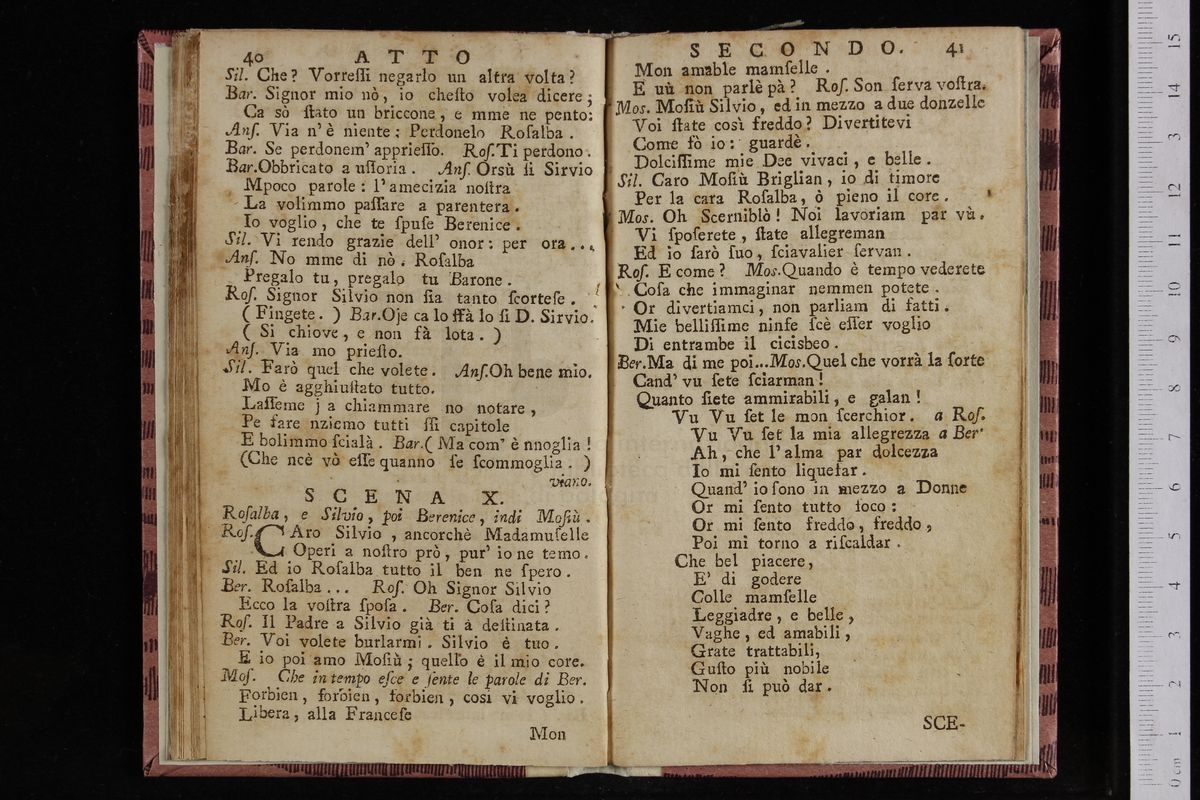 40 ATTO
Sil. Che? Vorreſſi negarlo un altra volta?
Bar. Signor mio nò, io cheſto volea dicere;
Ca sò ſtato un briccone, e mme ne pento:
Anſ. Via n' è niente: Perdonelo Roſalba.
Bar. Se perdonem' apprieſſo. Roſ.Ti perdono.
Bar.Obbricato a uſſoria. Anſ. Orsù ſi Sirvio
Mpoco parole: l' amecizia noſtra
La volimmo paſſare a parentera.
Io voglio, che te ſpuſe Berenice.
Sil. Vi rendo grazie dell' onor: per ora...
Anſ. No mme di nò. Roſalba
Pregalo tu, pregalo tu Barone.
Roſ. Signor Silvio non ſia tanto ſcorteſe.
(Fingete.) Bar.Oje ca lo ſfà lo ſi D. Sirvio.
(Si chiove, e non fà lota.)
Anſ. Via mo prieſto.
Sil. Farò quel che volete. Anſ.Oh bene mio.
Mo è agghiuſtato tutto.
Laſſeme j a chiammare no notare,
Pe fare nziemo tutti ſſi capitole
E bolimmo ſcialà. Bar.(Ma com' è nnoglia!
(Che ncè vò eſſe quanno ſe ſcommoglia.)
viano.
SCENA X.
Roſalba, e Silvio, poi Berenice, indi Moſiù.
Roſ. CAro Silvio, ancorchè Madamuſelle
Operi a noſtro prò, pur' io ne temo.
Sil. Ed io Roſalba tutto il ben ne ſpero.
Ber. Roſalba... Roſ. Oh Signor Silvio
Ecco la voſtra ſpoſa. Ber. Coſa dici?
Roſ. Il Padre a Silvio già ti à deſtinata.
Ber. Voi volete burlarmi. Silvio è tuo.
E io poi amo Moſiù; quello è il mio core.
Moſ. Che in tempo eſce e ſente le parole di Ber.
Forbien, forbien, forbien, così vi voglio.
Libera, alla Franceſe
Mon
SECONDO. 41
Mon amable mamſelle.
E uù non parlè pà? Roſ. Son ſerva voſtra.
Mos. Moſiù Silvio, ed in mezzo a due donzelle
Voi ſtate così freddo? Divertitevi
Come fò io: guardè.
Dolciſſime mie Dee vivaci, e belle.
Sil. Caro Moſiù Briglian, io di timore
Per la cara Roſalba, ò pieno il core.
Mos. Oh Scerniblò! Noi lavoriam par vù.
Vi ſpoſerete, ſtate allegreman
Ed io farò ſuo, ſciavalier ſervan.
Roſ. E come? Mos.Quando è tempo vederete
Coſa che immaginar nemmen potete.
Or divertiamci, non parliam di fatti.
Mie belliſſime ninfe ſcè eſſer voglio
Di entrambe il cicisbeo.
Ber.Ma di me poi...Mos.Quel che vorrà la ſorte
Cand' vu ſete ſciarman!
Quanto ſiete ammirabili, e galan!
Vu Vu ſet le mon ſcerchior. a Roſ.
Vu Vu ſet la mia allegrezza a Ber
Ah, che l' alma par dolcezza
Io mi ſento liquefar.
Quand' io ſono in mezzo a Donne
Or mi ſento tutto foco:
Or mi ſento freddo, freddo,
Poi mi torno a riſcaldar.
Che bel piacere,
E' di godere
Colle mamſelle
Leggiadre, e belle,
Vaghe, ed amabili,
Grate trattabili,
Guſto più nobile
Non ſi può dar.
SCE-
0 cm 1 2 3 4 5 6 7 8 9 10 11 12 13 14 15